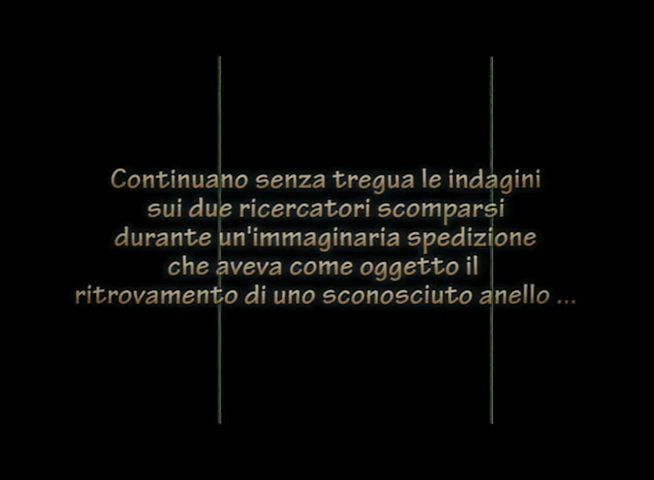 Continuano senza tregua le indagini
sui due ricercatori scomparsi
durante un'immaginaria spedizione
che aveva come oggetto il
ritrovamento di uno sconosciuto anello ...